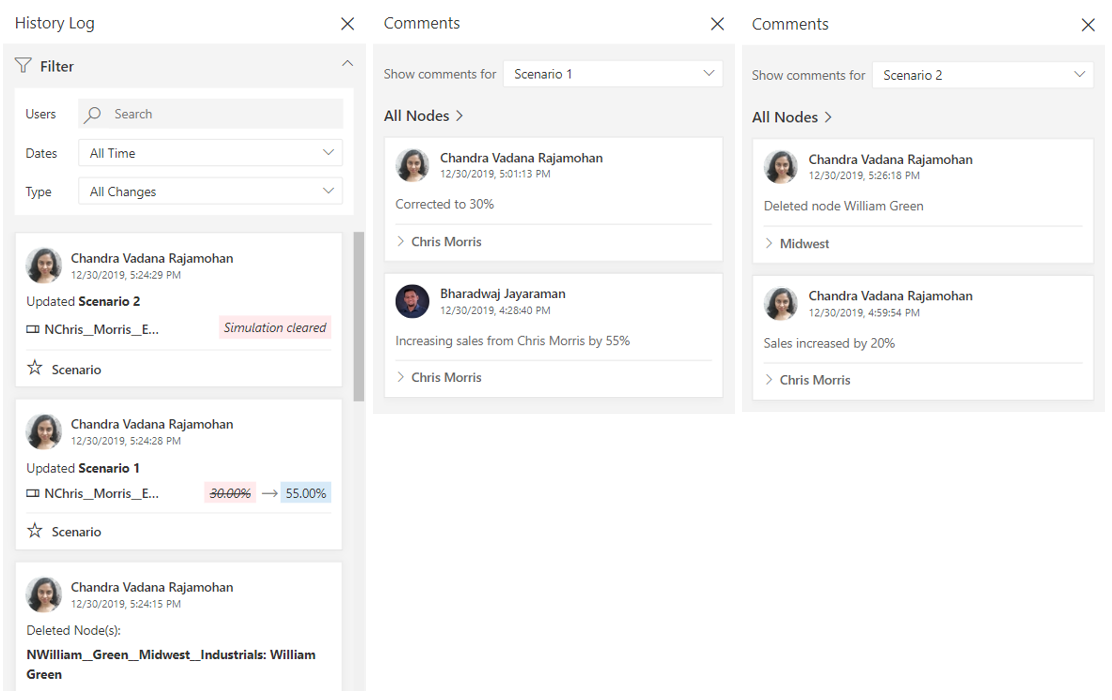 History Log
Filter
Users
Search
Dates
All Time
Type
All Changes
Chandra Vadana Rajamohan
12/30/2019, 5:24:29 PM
Updated Scenario 2
NChris__Morris__E...
Simulation cleared
Scenario
Chandra Vadana Rajamohan
12/30/2019, 5:24:28 PM
Updated Scenario 1
NChris__Morris__E...
30.00%
55.00%
Scenario
Chandra Vadana Rajamohan
12/30/2019, 5:24:15 PM
Deleted Node(s):
NWilliam__Green__Midwest__Industrials: William
Green
Comments
Show comments for
Scenario 1
All Nodes
Chandra Vadana Rajamohan
12/30/2019, 5:01:13 PM
Corrected to 30%
Chris Morris
Bharadwaj Jayaraman
12/30/2019, 4:28:40 PM
Increasing sales from Chris Morris by 55%
Chris Morris
Comments
Show comments for
Scenario 2
All Nodes
Chandra Vadana Rajamohan
12/30/2019, 5:26:18 PM
Deleted node William Green
Midwest
Chandra Vadana Rajamohan
12/30/2019, 4:59:54 PM
Sales increased by 20%
Chris Morris